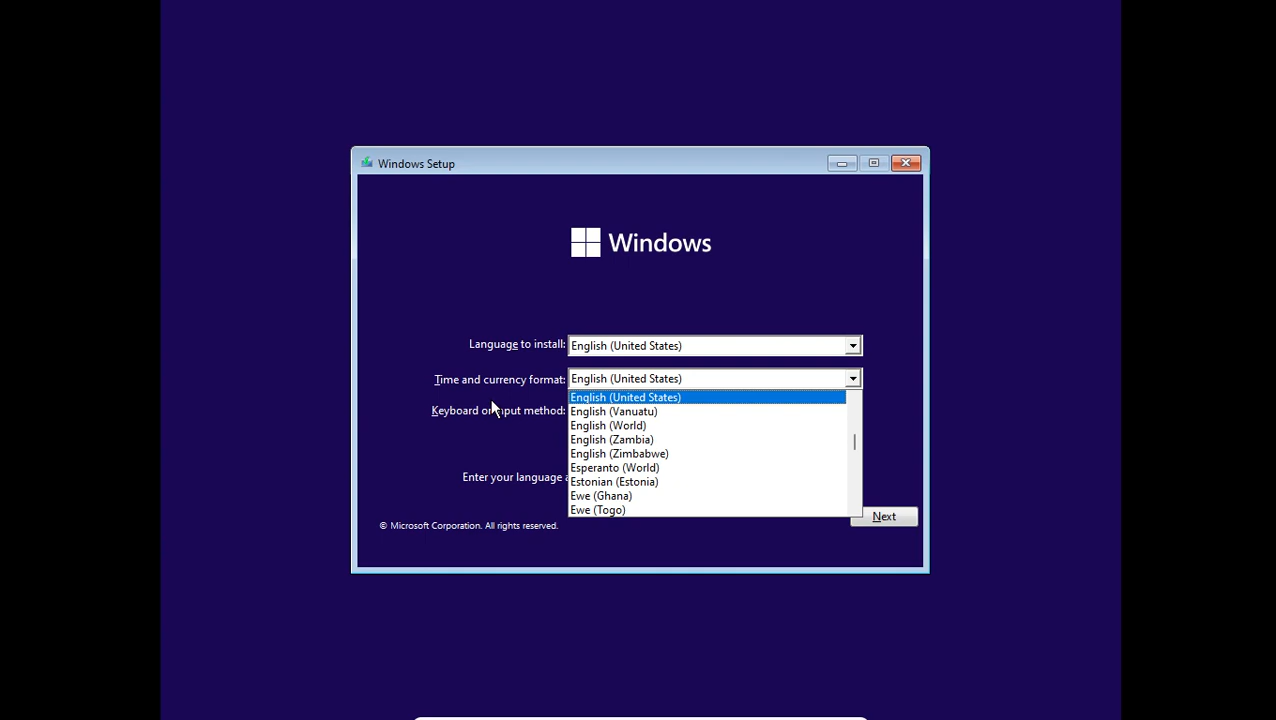 Windows Setup
Windows
Language to install: English (United States)
Time and currency format: English (United States)
English (United States)
Keyboard or input method:
English (Vanuatu)
English (World)
English (Zambia)
English (Zimbabwe)
Esperanto (World)
Enter your language
Estonian (Estonia)
Ewe (Ghana)
Ewe (Togo)
Next
© Microsoft Corporation. All rights reserved.